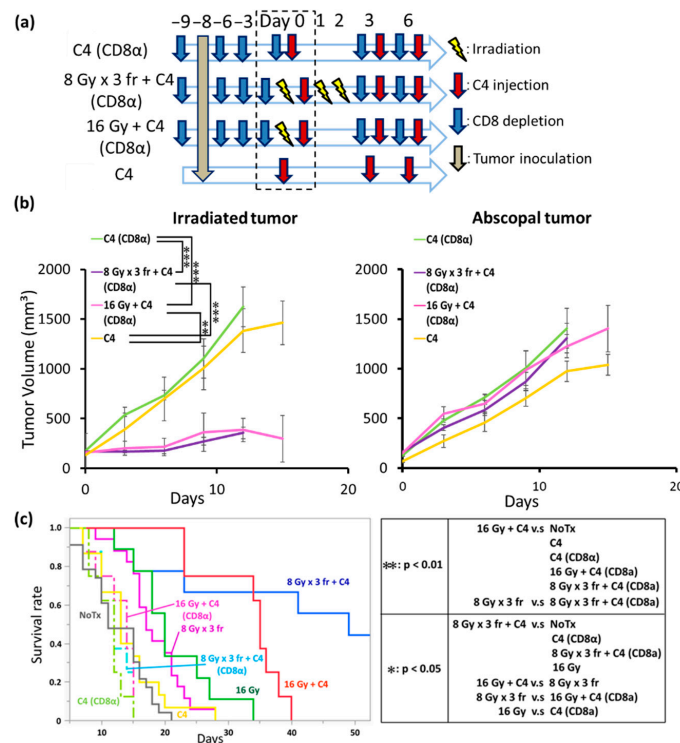 (a)
−9 −8 −6 −3 Day 0 1 2 3 6
C4 (CD8α)
8 Gy x 3 fr + C4
(CD8α)
16 Gy + C4
(CD8α)
C4
: Irradiation
: C4 injection
: CD8 depletion
: Tumor inoculation
(b)
Irradiated tumor
C4 (CD8α)
8 Gy x 3 fr + C4
(CD8α)
16 Gy + C4
(CD8α)
C4
***
***
***
**
Tumor Volume (mm³)
2000
1500
1000
500
0
0 10 20
Days
Abscopal tumor
C4 (CD8α)
8 Gy x 3 fr + C4
(CD8α)
16 Gy + C4
(CD8α)
C4
2000
1500
1000
500
0
0 10 20
Days
(c)
Survival rate
1.0
0.8
0.6
0.4
0.2
0.0
NoTx
16 Gy + C4
(CD8α)
8 Gy x 3 fr
8 Gy x 3 fr + C4
(CD8α)
8 Gy x 3 fr + C4
16 Gy + C4
16 Gy
C4 (CD8α)
C4
10 20 30 40 50
Days
**: p < 0.01
16 Gy + C4 v.s NoTx
C4
C4 (CD8α)
16 Gy + C4 (CD8a)
8 Gy x 3 fr + C4 (CD8a)
8 Gy x 3 fr v.s 8 Gy x 3 fr + C4 (CD8a)
*: p < 0.05
8 Gy x 3 fr + C4 v.s NoTx
C4 (CD8α)
8 Gy x 3 fr + C4 (CD8a)
16 Gy
16 Gy + C4 v.s 8 Gy x 3 fr
8 Gy x 3 fr v.s 16 Gy + C4 (CD8a)
16 Gy v.s C4 (CD8α)